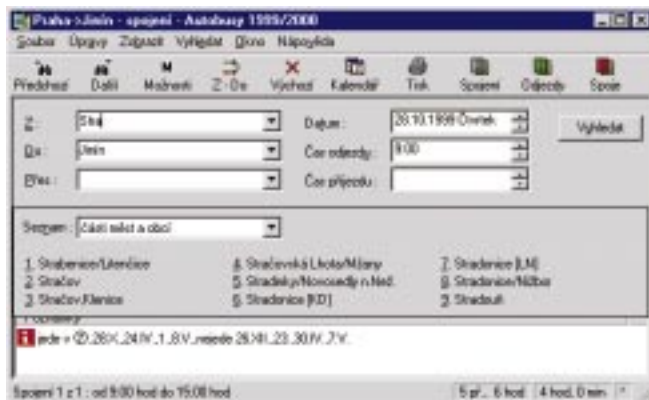 Praha->Jinín - spojení - Autobusy 1999/2000
Soubor Úpravy Zobrazit Vyhledat Okno Nápověda
Předchozí Další Možnosti Z-Do Výchozí Kalendář Tisk Spojení Odjezdy Spoje
Z: Stra Datum: 28.10.1999 Čtvrtek Vyhledat
Do: Jinín Čas odjezdu: 9:00
Přes: Čas příjezdu:
Seznam: části měst a obcí
1. Strabenice/Litenčice 4. Stračovská Lhota/Mžany 7. Stradonice [LN]
2. Stračov 5. Stradinky/Novosedly n.Než. 8. Stradonice/Nižbor
3. Stračov,Klenice 6. Stradonice [KD] 9. Stradouň
jede v ⑦,28.X.,24.IV.,1.,8.V.,nejede 26.XII.,23.,30.IV.,7.V.
Spojení 1 z 1: od 9:00 hod do 15:00 hod 5 př., 6 hod 4 hod, 0 min